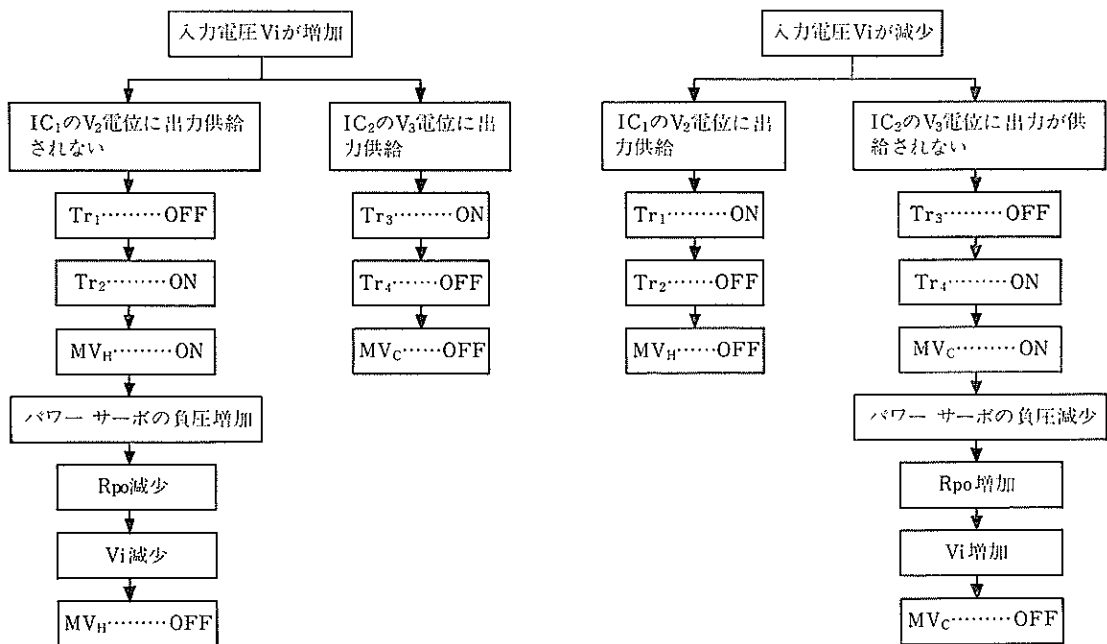 入力電圧Viが増加
IC₁のV₂電位に出力供給
されない
Tr₁………OFF
Tr₂………ON
MV_H………ON
パワー サーボの負圧増加
Rpo減少
Vi減少
MV_H………OFF
IC₂のV₃電位に出
力供給
Tr₃………ON
Tr₄………OFF
MV_C……OFF
入力電圧Viが減少
IC₁のV₂電位に出
力供給
Tr₁………ON
Tr₂………OFF
MV_H………OFF
IC₂のV₃電位に出力が供
給されない
Tr₃………OFF
Tr₄………ON
MV_C………ON
パワー サーボの負圧減少
Rpo増加
Vi増加
MV_C………OFF